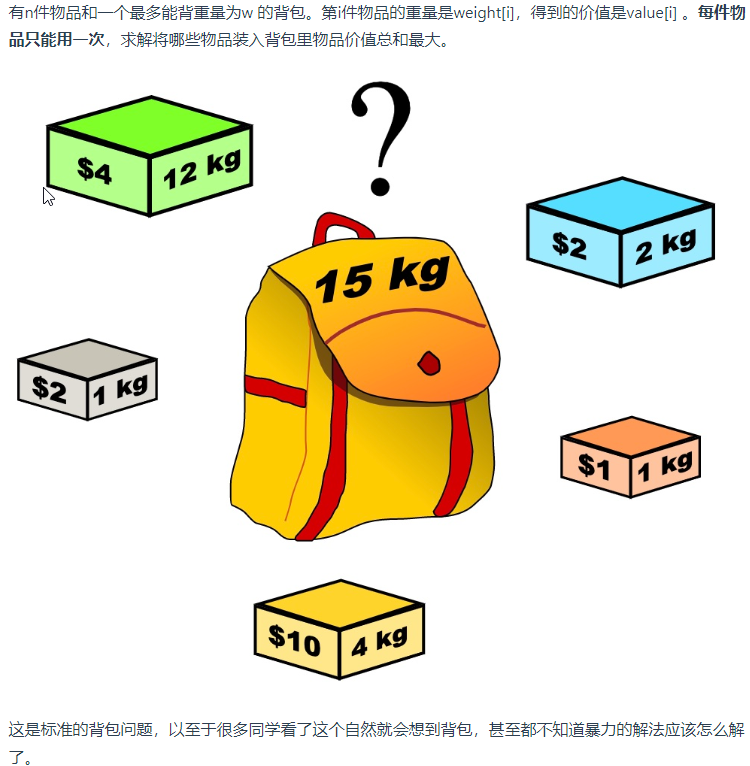 有n件物品和一个最多能背重量为w 的背包。第i件物品的重量是weight[i]，得到的价值是value[i] 。每件物
品只能用一次，求解将哪些物品装入背包里物品价值总和最大。
?
$4 12 kg
$2 2 kg
15 kg
$2 1 kg
$1 1 kg
$10 4 kg
这是标准的背包问题，以至于很多同学看了这个自然就会想到背包，甚至都不知道暴力的解法应该怎么解
了。